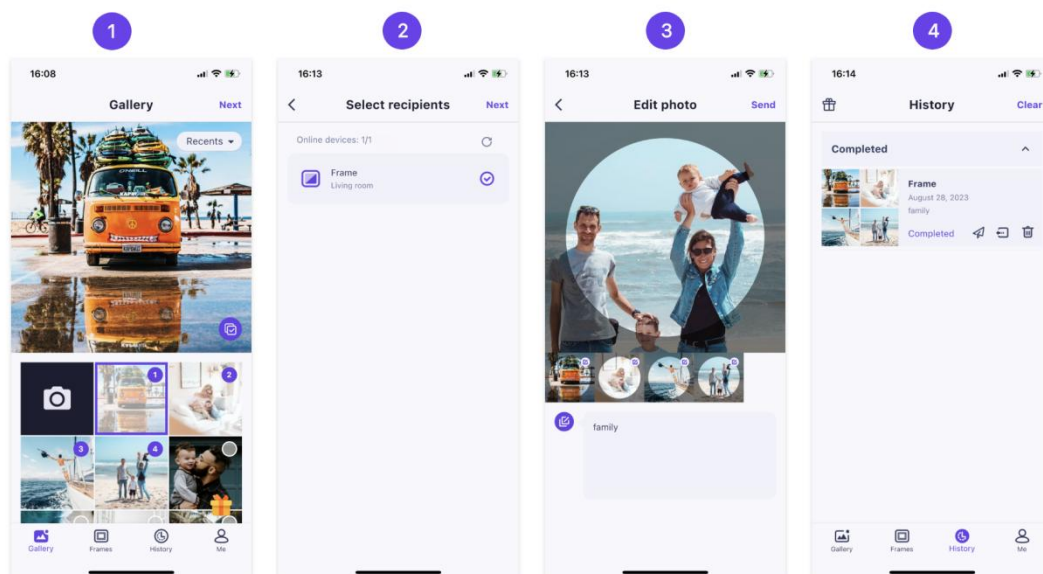 1
16:08
Gallery
Next
Recents
O'NEILL
1
2
3
4
Gallery
Frames
History
Me
2
16:13
Select recipients
Next
Online devices: 1/1
Frame
Living room
3
16:13
Edit photo
Send
family
4
16:14
History
Clear
Completed
Frame
August 28, 2023
family
Completed
Gallery
Frames
History
Me